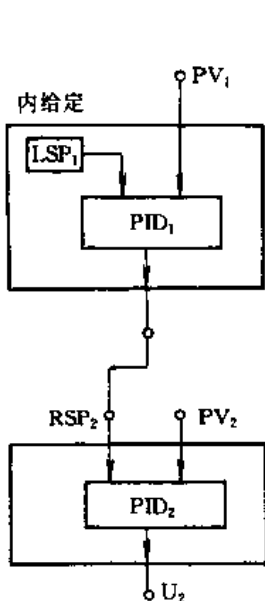 PV₁
内给定
LSP₁
PID₁
RSP₂
PV₂
PID₂
U₂